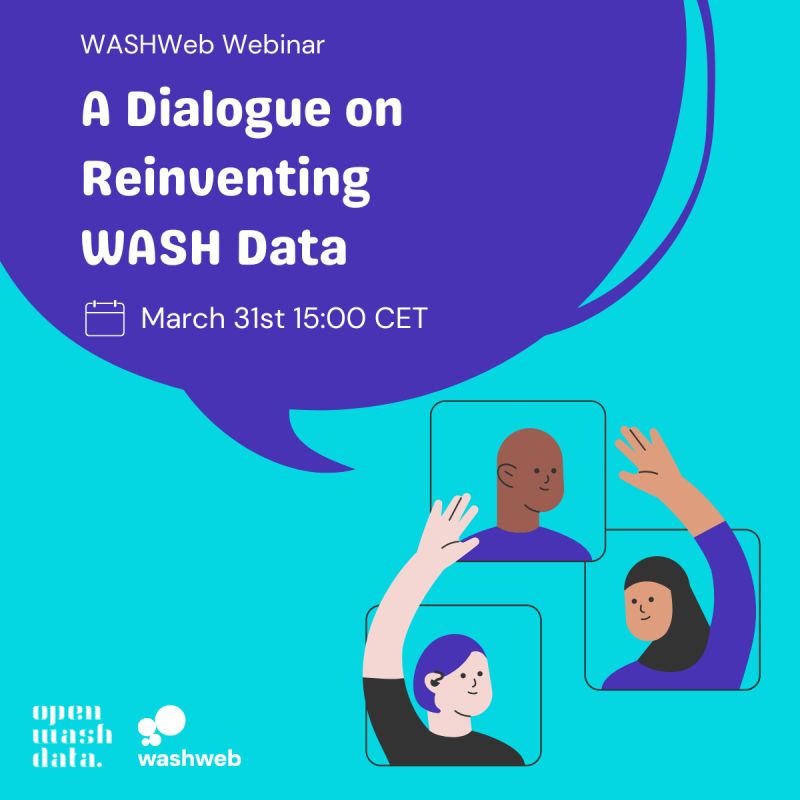 WASHWeb Webinar
A Dialogue on
Reinventing
WASH Data
March 31st 15:00 CET
open
wash
data.
washweb